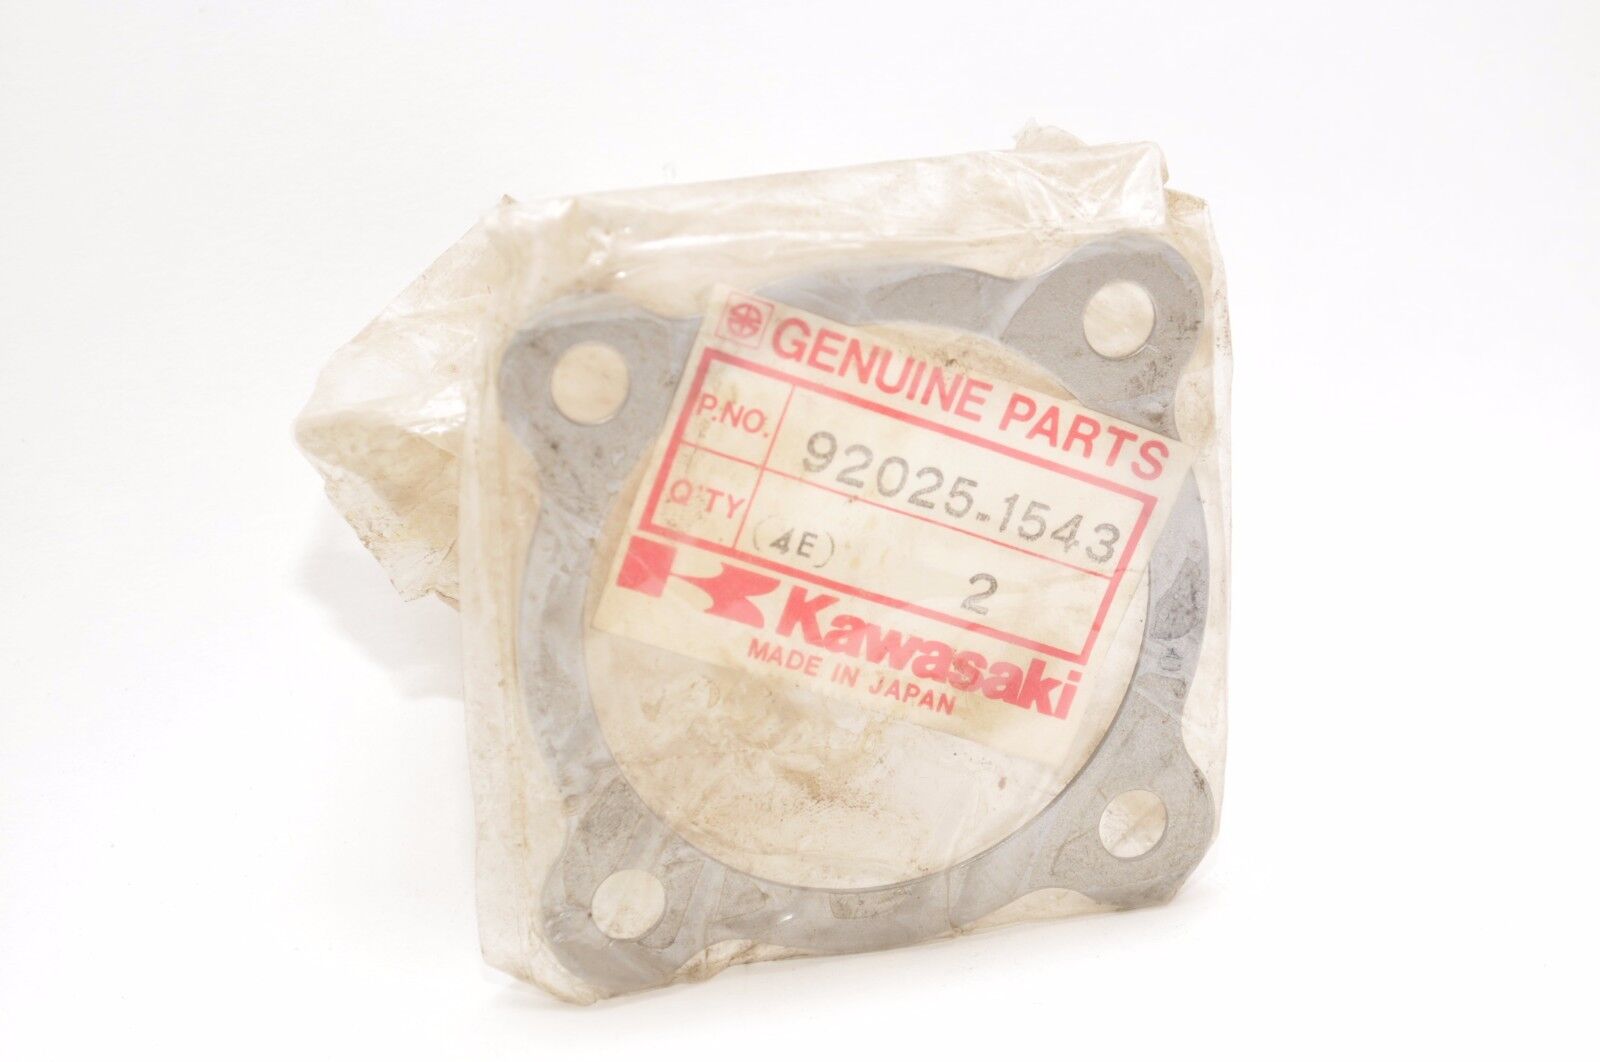 GENUINE PARTS
P.NO. 92025-1543
Q'TY (4E) 2
Kawasaki
MADE IN JAPAN